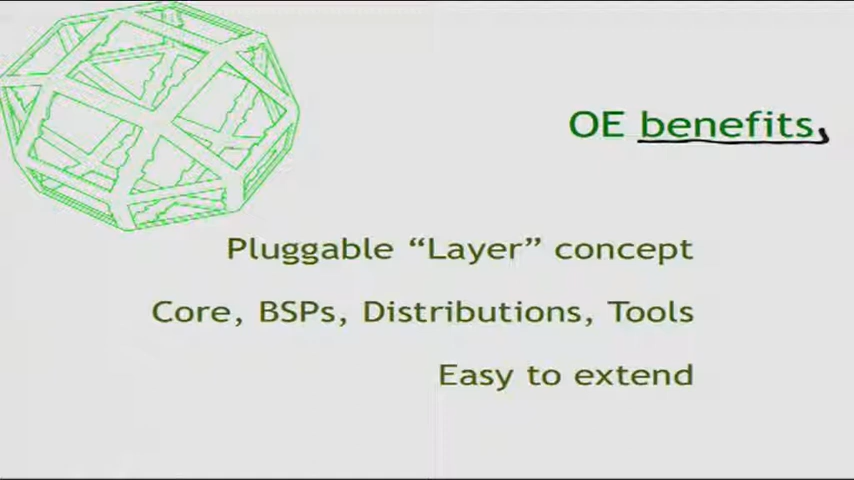 OE benefits
Pluggable “Layer” concept
Core, BSPs, Distributions, Tools
Easy to extend